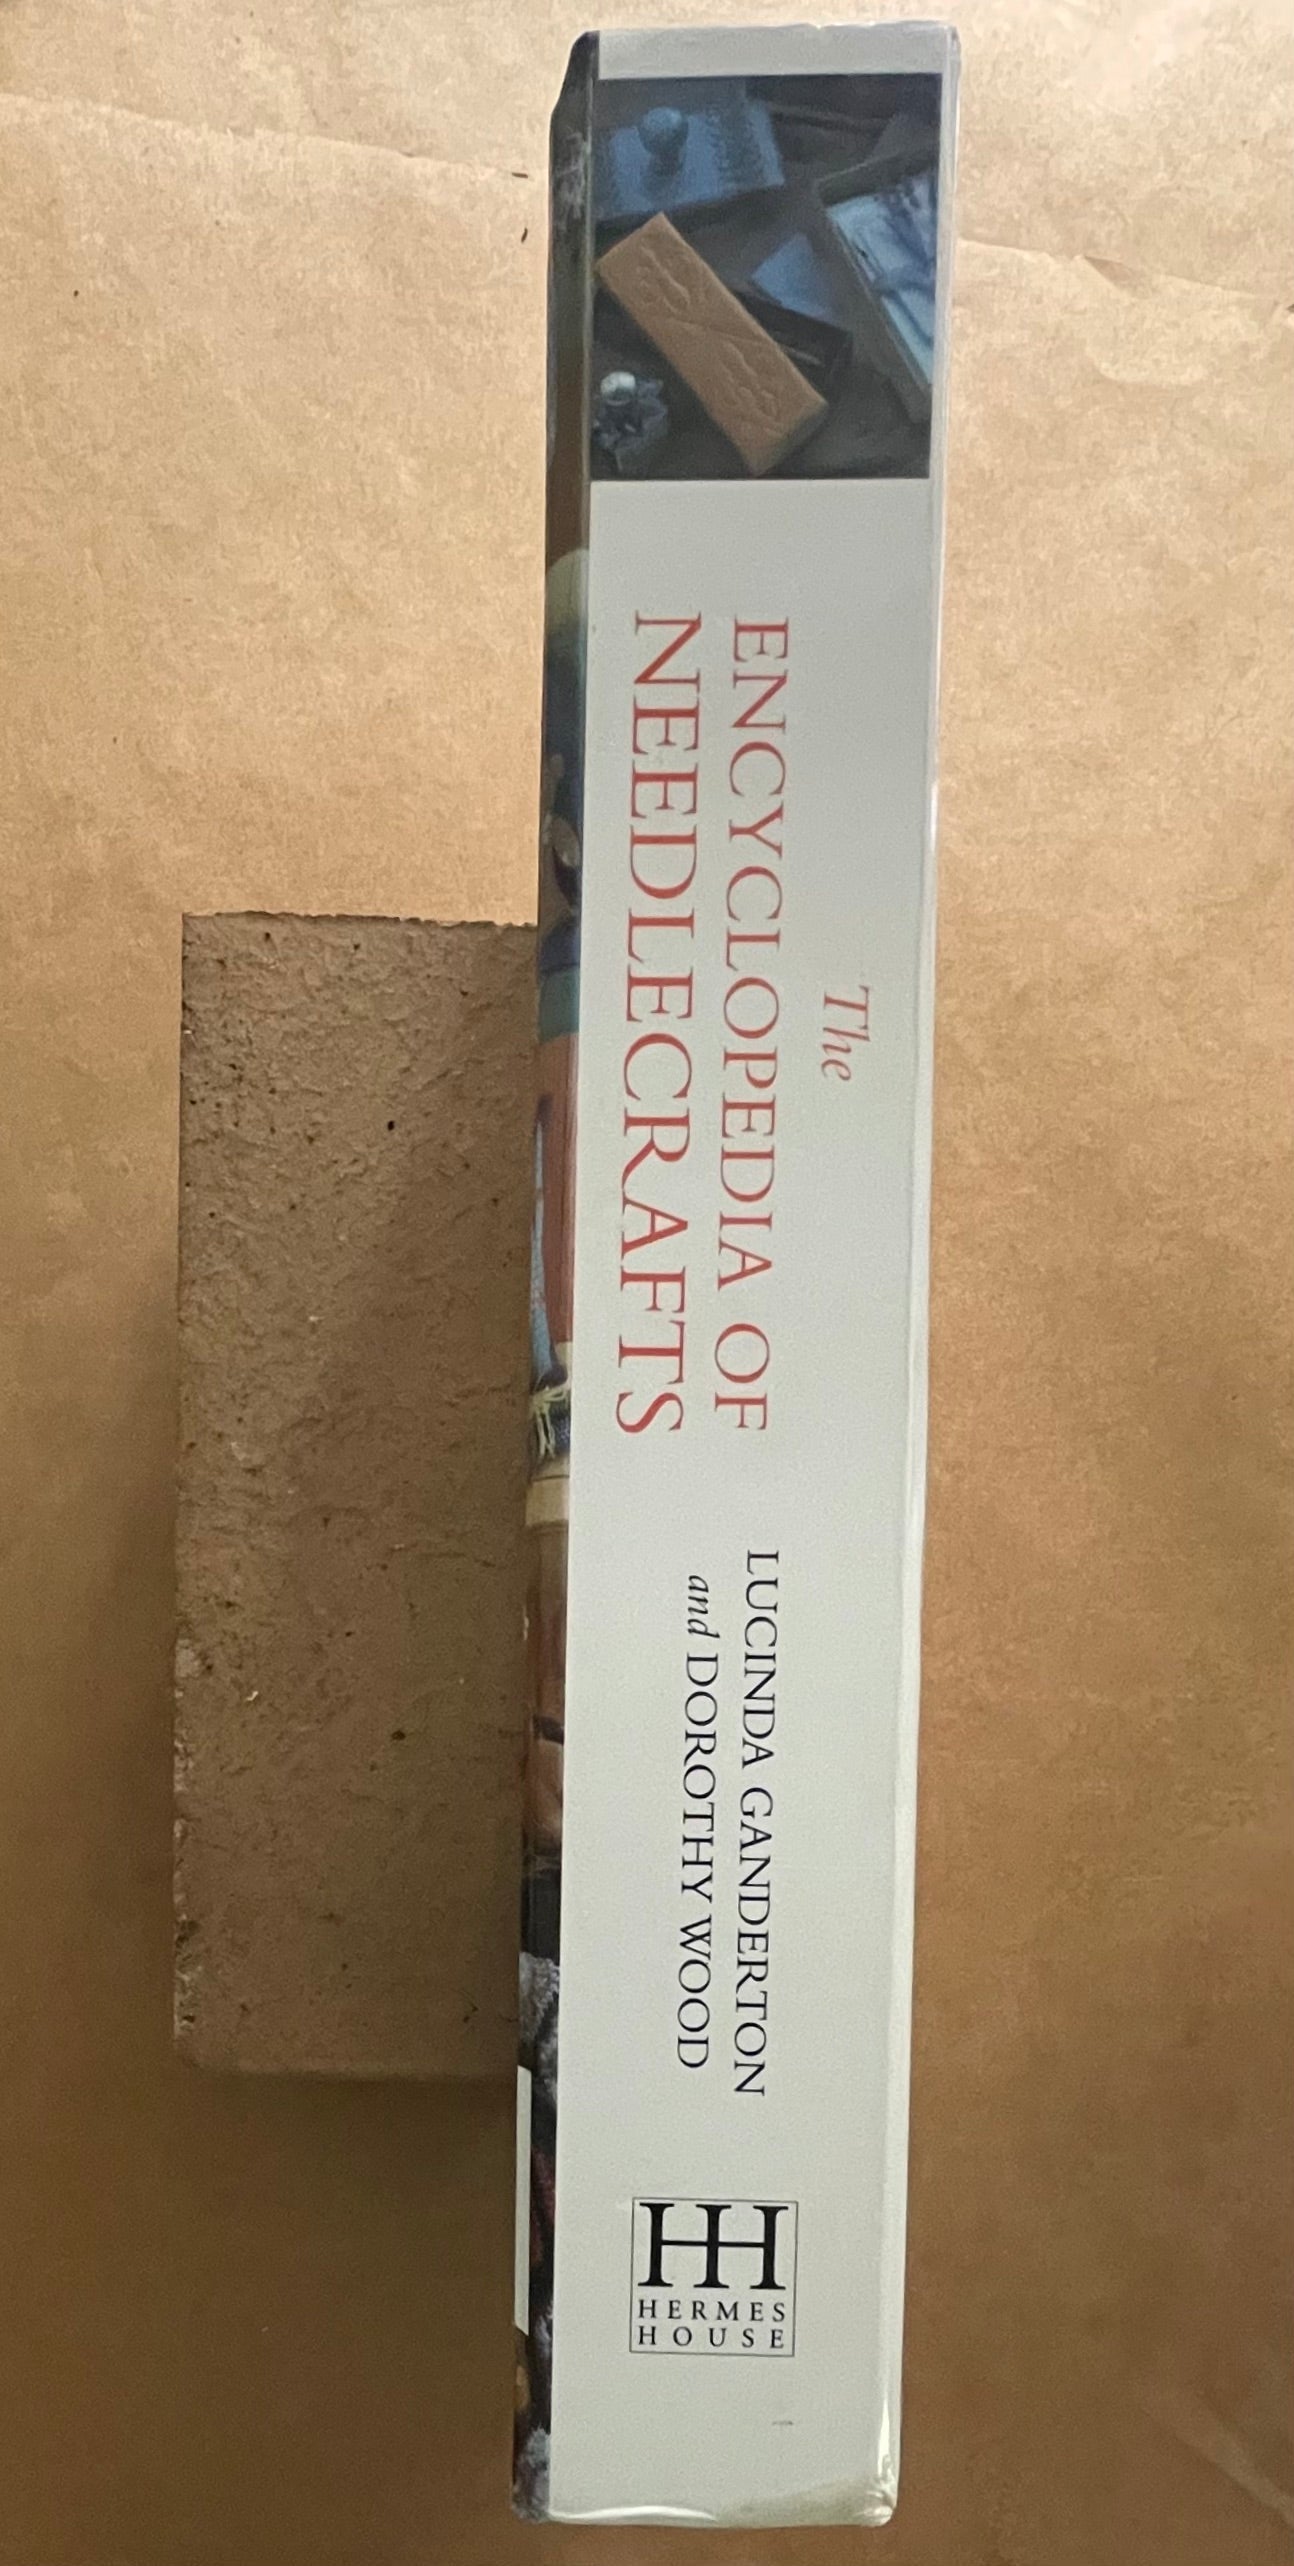 The
ENCYCLOPEDIA OF
NEEDLECRAFTS
LUCINDA GANDERTON
and DOROTHY WOOD
HH
HERMES
HOUSE